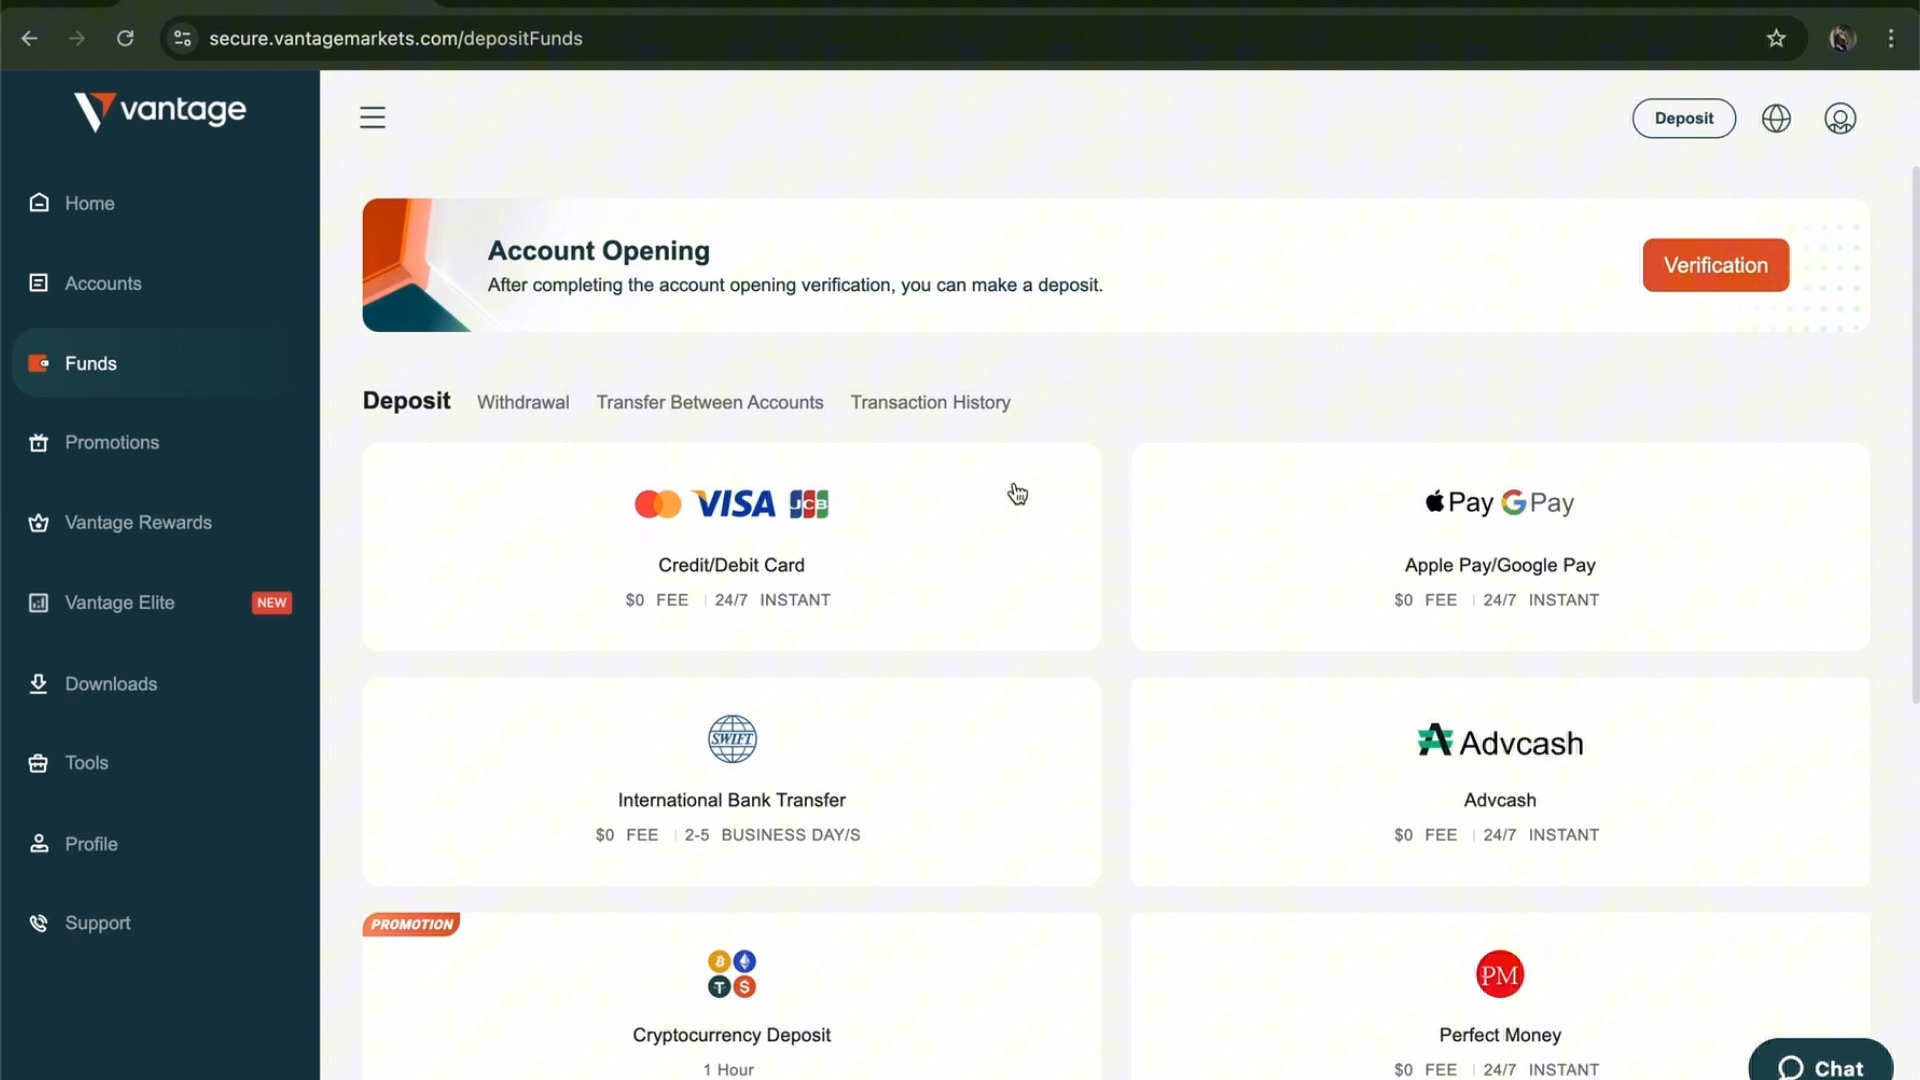 secure.vantagemarkets.com/depositFunds
vantage
Deposit
Home
Accounts
Funds
Promotions
Vantage Rewards
Vantage Elite NEW
Downloads
Tools
Profile
Support
Account Opening
After completing the account opening verification, you can make a deposit.
Verification
Deposit Withdrawal Transfer Between Accounts Transaction History
VISA JCB
Credit/Debit Card
$0 FEE | 24/7 INSTANT
Pay G Pay
Apple Pay/Google Pay
$0 FEE | 24/7 INSTANT
SWIFT
International Bank Transfer
$0 FEE | 2-5 BUSINESS DAY/S
Advcash
Advcash
$0 FEE | 24/7 INSTANT
PROMOTION
Cryptocurrency Deposit
1 Hour
PM
Perfect Money
$0 FEE | 24/7 INSTANT
Chat